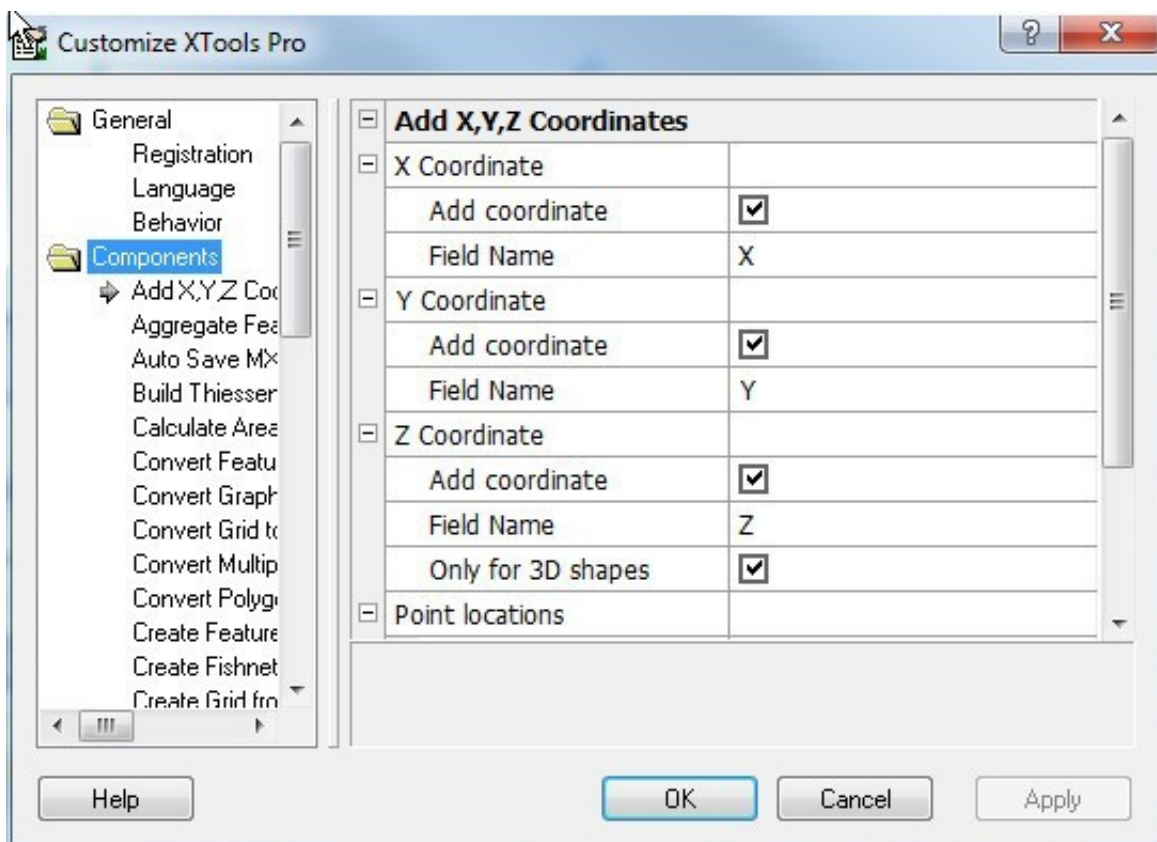 Customize XTools Pro
General
Registration
Language
Behavior
Components
Add X,Y,Z Coo
Aggregate Fea
Auto Save MX
Build Thiessen
Calculate Area
Convert Featu
Convert Graph
Convert Grid to
Convert Multip
Convert Polyg
Create Feature
Create Fishnet
Create Grid fro
Add X,Y,Z Coordinates
X Coordinate
Add coordinate
Field Name X
Y Coordinate
Add coordinate
Field Name Y
Z Coordinate
Add coordinate
Field Name Z
Only for 3D shapes
Point locations
Help OK Cancel Apply